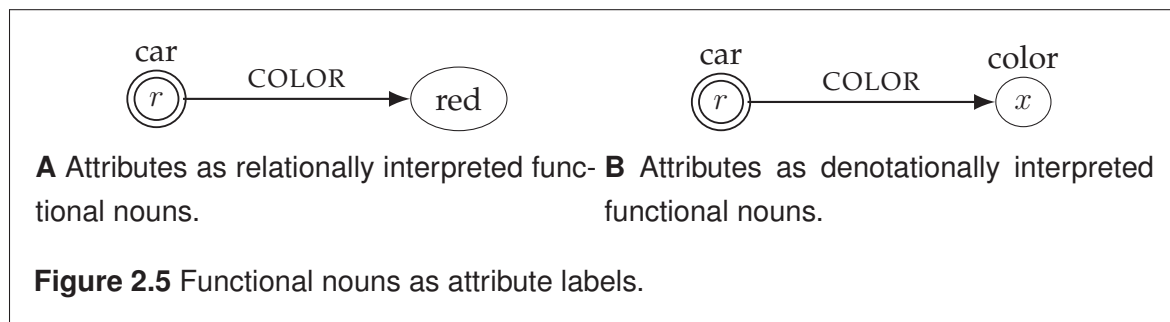 car
COLOR
r
red
car
color
COLOR
r
x
A Attributes as relationally interpreted func-
tional nouns.
B Attributes as denotationally interpreted
functional nouns.
Figure 2.5 Functional nouns as attribute labels.